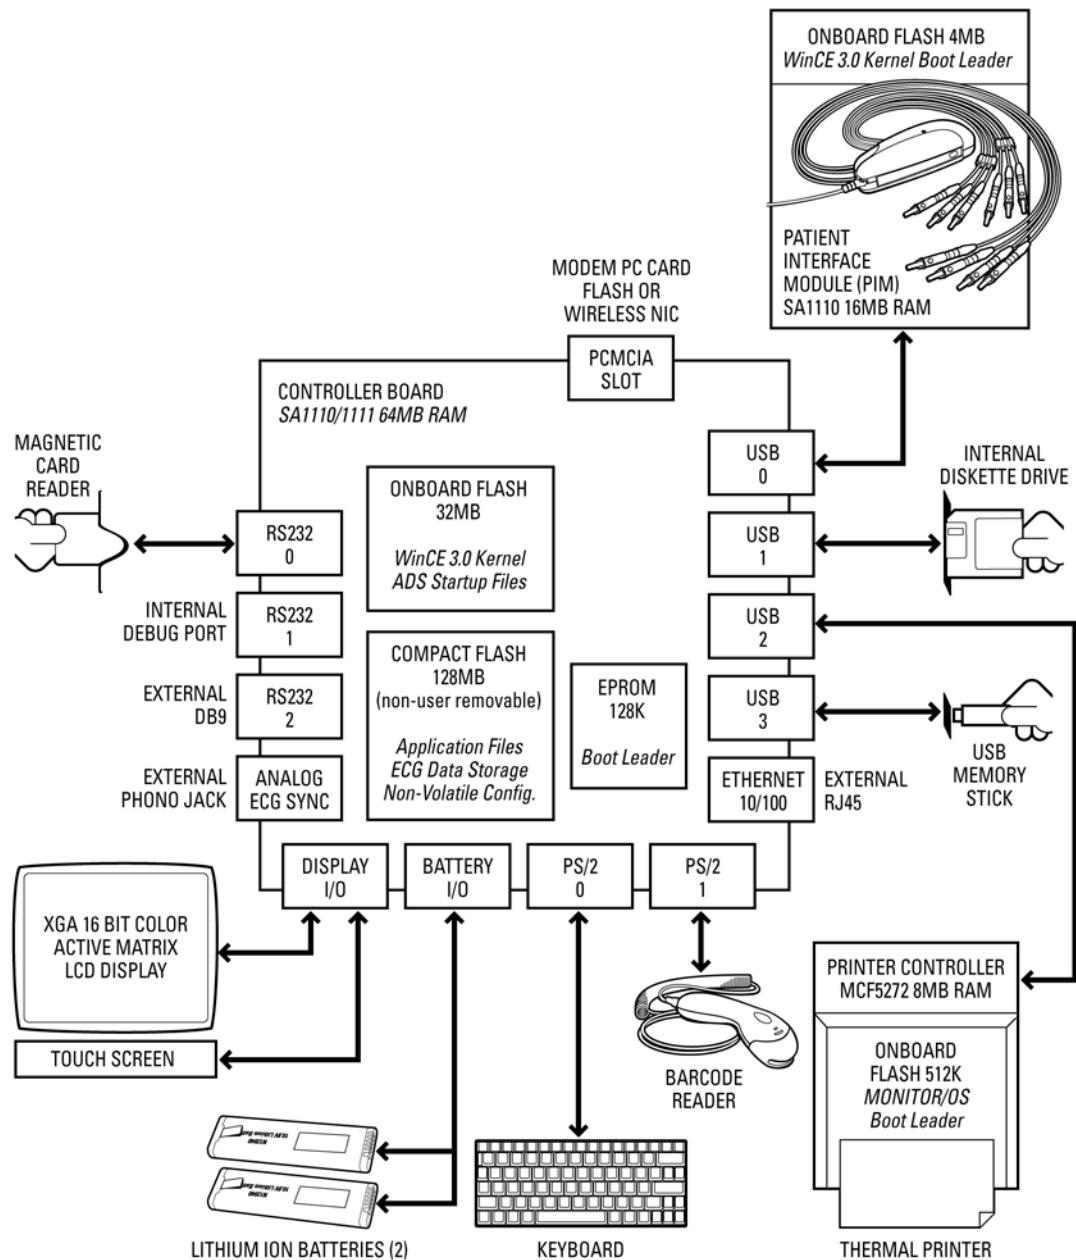 ONBOARD FLASH 4MB
WinCE 3.0 Kernel Boot Leader
PATIENT
INTERFACE
MODULE (PIM)
SA1110 16MB RAM
MODEM PC CARD
FLASH OR
WIRELESS NIC
PCMCIA
SLOT
CONTROLLER BOARD
SA1110/1111 64MB RAM
MAGNETIC
CARD
READER
RS232
0
INTERNAL
DEBUG PORT
RS232
1
EXTERNAL
DB9
RS232
2
EXTERNAL
PHONO JACK
ANALOG
ECG SYNC
ONBOARD FLASH
32MB
WinCE 3.0 Kernel
ADS Startup Files
COMPACT FLASH
128MB
(non-user removable)
Application Files
ECG Data Storage
Non-Volatile Config.
EPROM
128K
Boot Leader
USB
0
USB
1
INTERNAL
DISKETTE DRIVE
USB
2
USB
3
USB
MEMORY
STICK
ETHERNET
10/100
EXTERNAL
RJ45
DISPLAY
I/O
BATTERY
I/O
PS/2
0
PS/2
1
XGA 16 BIT COLOR
ACTIVE MATRIX
LCD DISPLAY
TOUCH SCREEN
LITHIUM ION BATTERIES (2)
KEYBOARD
BARCODE
READER
PRINTER CONTROLLER
MCF5272 8MB RAM
ONBOARD
FLASH 512K
MONITOR/OS
Boot Leader
THERMAL PRINTER